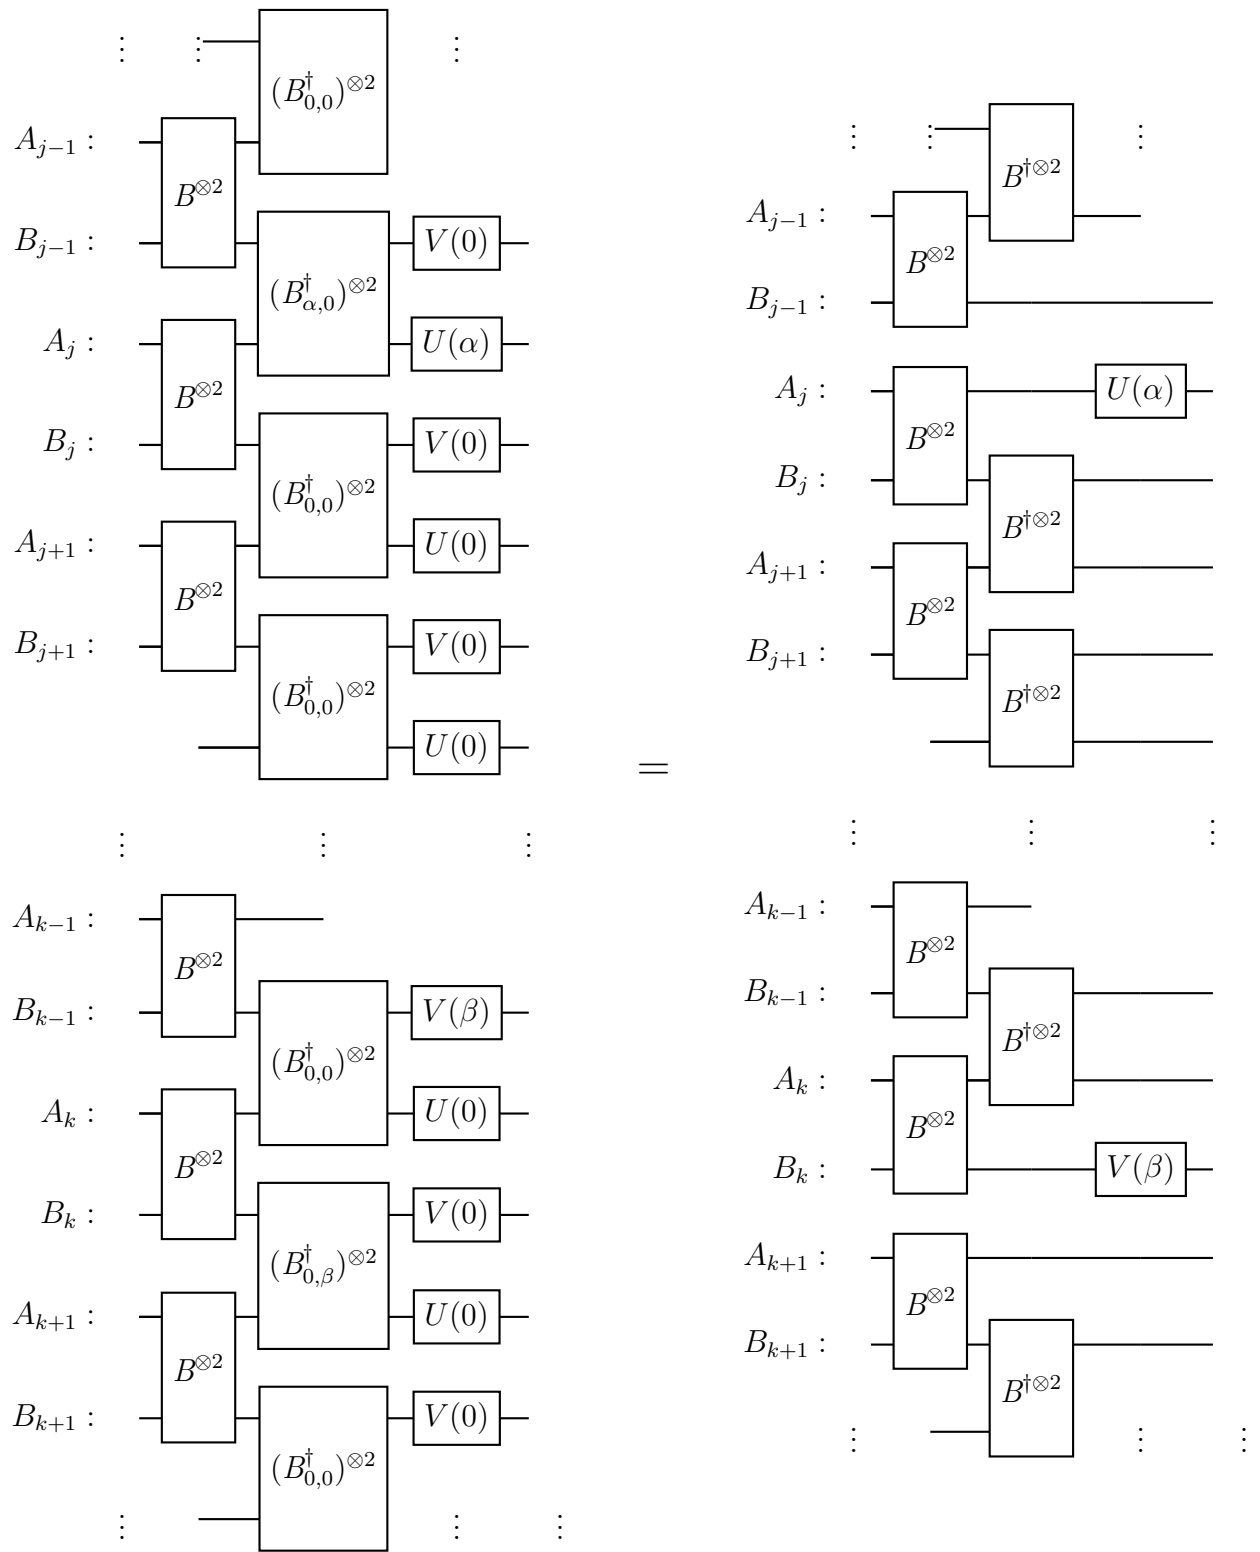 ⋮ ⋮ ⋮
(B†0,0)⊗2
A_{j−1} :
B⊗2
B_{j−1} :
V(0)
(B†α,0)⊗2
A_j :
U(α)
B⊗2
B_j :
V(0)
(B†0,0)⊗2
A_{j+1} :
U(0)
B⊗2
B_{j+1} :
V(0)
(B†0,0)⊗2
U(0)
⋮ ⋮ ⋮
A_{k−1} :
B⊗2
B_{k−1} :
V(β)
(B†0,0)⊗2
A_k :
U(0)
B⊗2
B_k :
V(0)
(B†0,β)⊗2
A_{k+1} :
U(0)
B⊗2
B_{k+1} :
V(0)
(B†0,0)⊗2
⋮ ⋮ ⋮
=
⋮ ⋮ ⋮
B†⊗2
A_{j−1} :
B⊗2
B_{j−1} :
A_j :
U(α)
B⊗2
B_j :
B†⊗2
A_{j+1} :
B⊗2
B_{j+1} :
B†⊗2
⋮ ⋮ ⋮
A_{k−1} :
B⊗2
B_{k−1} :
B†⊗2
A_k :
B⊗2
B_k :
V(β)
A_{k+1} :
B⊗2
B_{k+1} :
B†⊗2
⋮ ⋮ ⋮